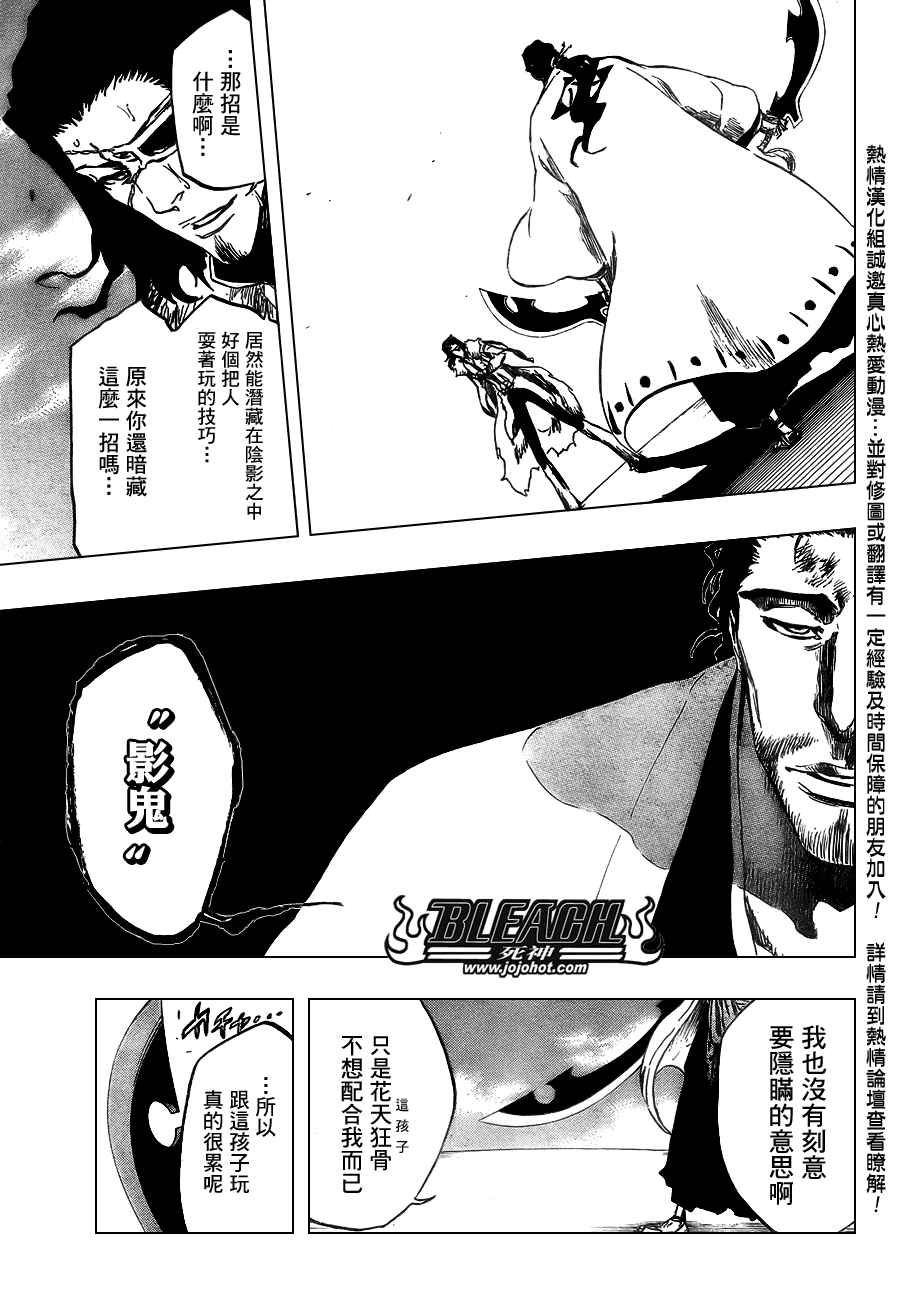 …那招是
什麼啊…
居然能潛藏在陰影之中
好個把人
耍著玩的技巧…
原來你還暗藏
這麼一招嗎…
"影鬼"
BLEACH
死神
www.jojohot.com
我也沒有刻意
要隱瞞的意思啊
這孩子
只是花天狂骨
不想配合我而已
…所以
跟這孩子玩
真的很累呢
熱情漢化組誠邀真心熱愛動漫…並對修圖或翻譯有一定經驗及時間保障的朋友加入！ 詳情請到熱情論壇查看瞭解！